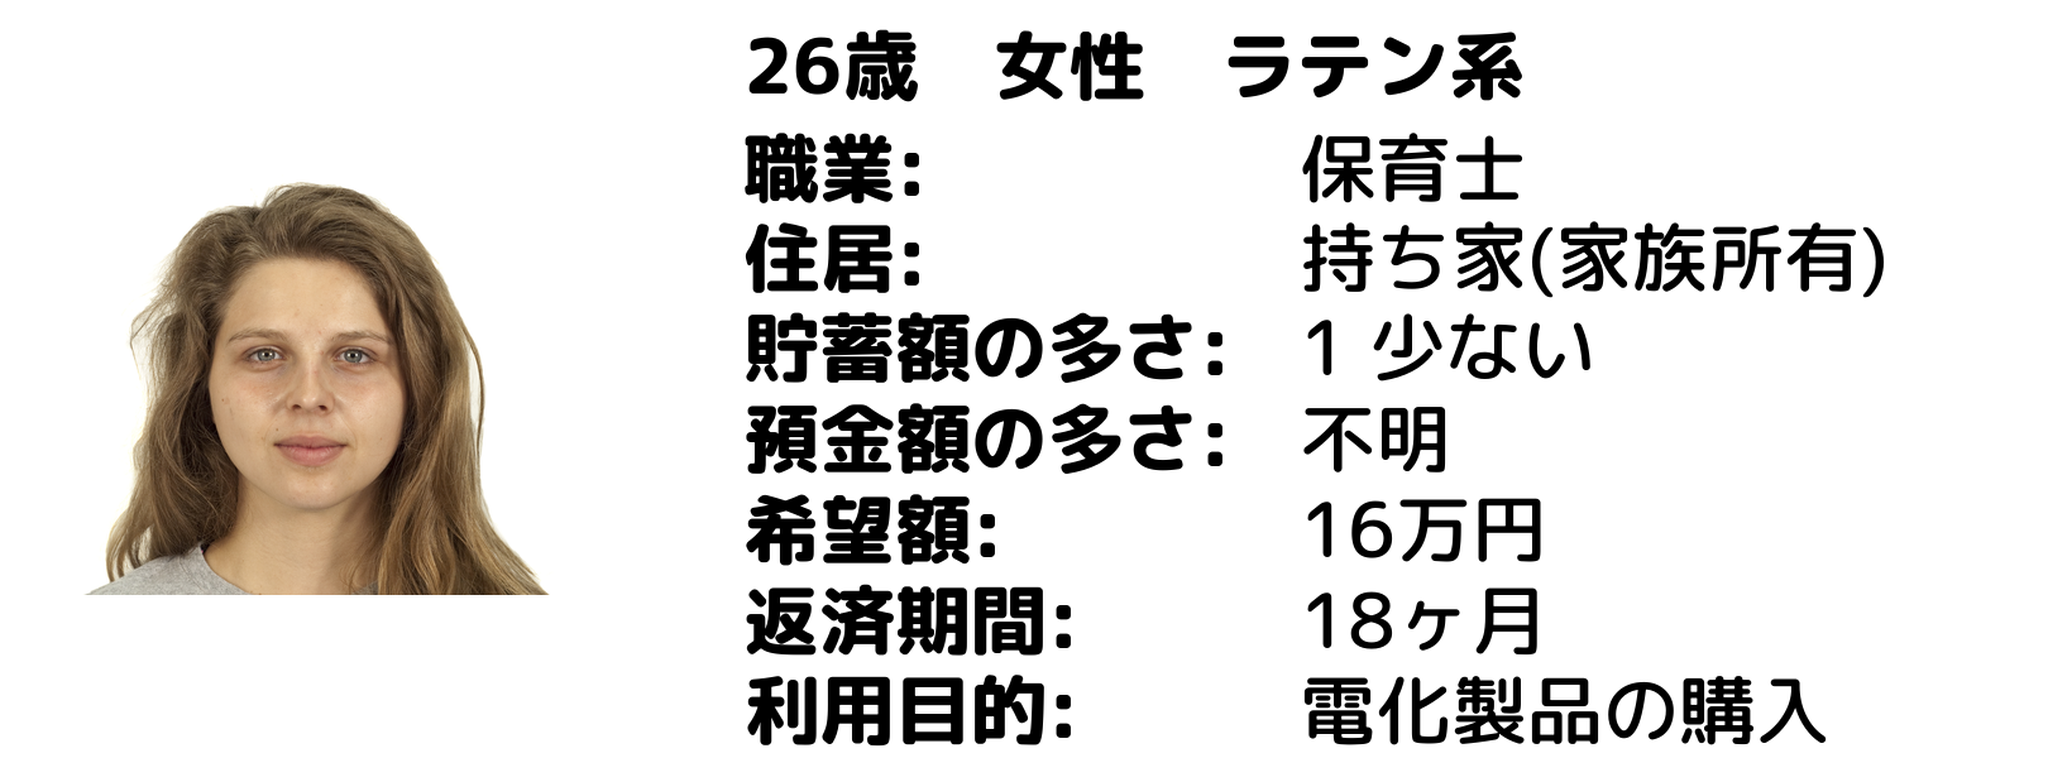 26歳　女性　ラテン系
職業: 保育士
住居: 持ち家(家族所有)
貯蓄額の多さ: 1 少ない
預金額の多さ: 不明
希望額: 16万円
返済期間: 18ヶ月
利用目的: 電化製品の購入